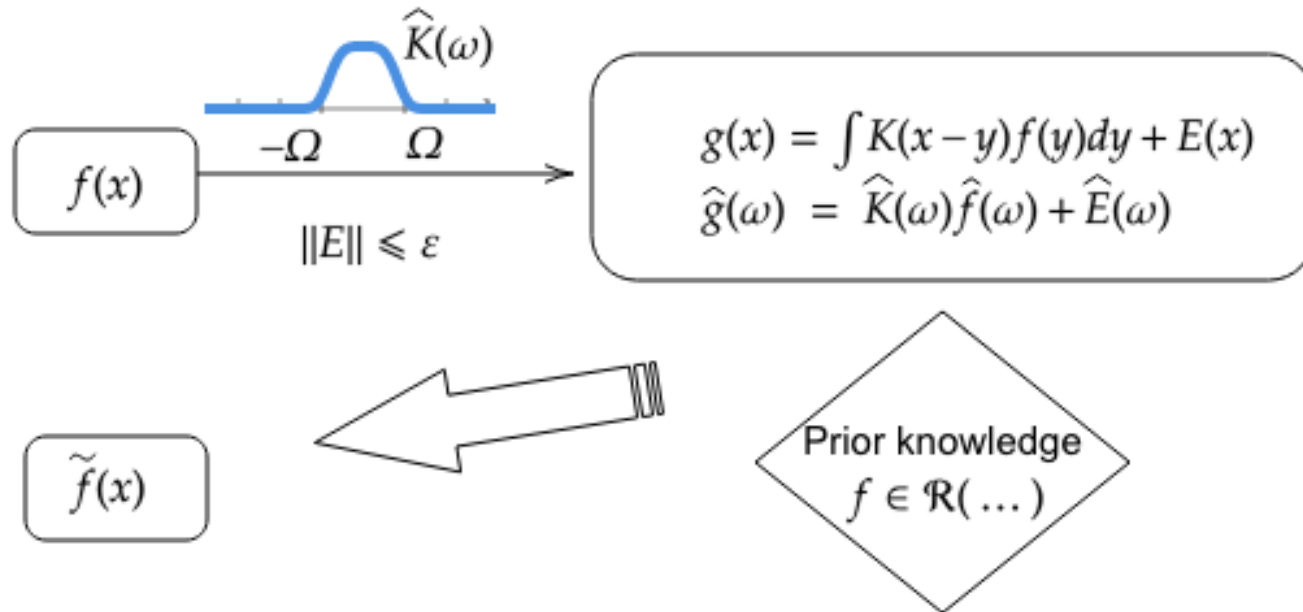 K̂(ω)
−Ω Ω
f(x)
‖E‖ ⩽ ε
g(x) = ∫ K(x − y)f(y)dy + E(x)
ĝ(ω) = K̂(ω)f̂(ω) + Ê(ω)
Prior knowledge
f ∈ ℛ( … )
f̃(x)